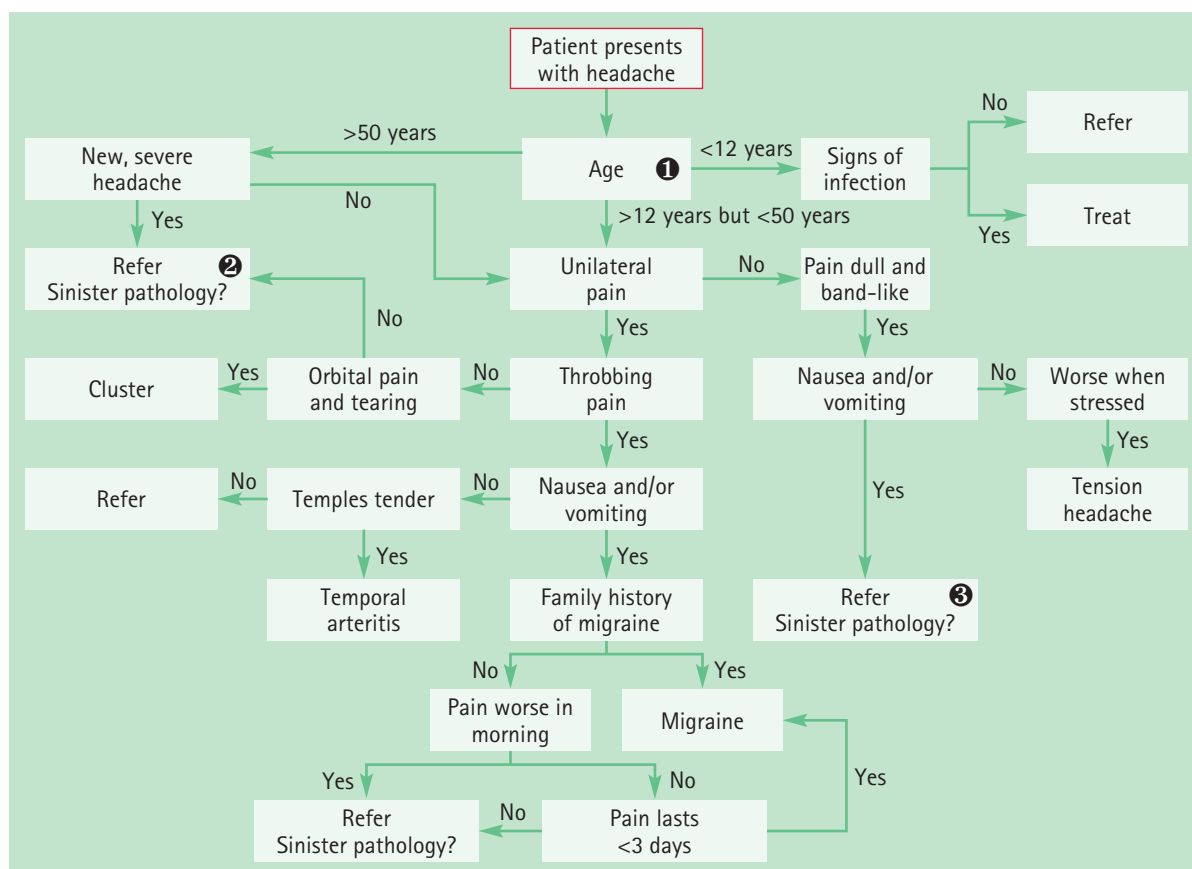 Patient presents
with headache
>50 years
No
Refer
New, severe
headache
Age ❶
<12 years
Signs of
infection
No
>12 years but <50 years
Yes
Treat
Yes
Refer ❷
Sinister pathology?
Unilateral
pain
No
Pain dull and
band-like
No
Yes
Yes
Cluster
Yes
Orbital pain
and tearing
No
Throbbing
pain
Nausea and/or
vomiting
No
Worse when
stressed
Yes
Yes
Refer
No
Temples tender
No
Nausea and/or
vomiting
Yes
Tension
headache
Yes
Yes
Temporal
arteritis
Family history
of migraine
Refer ❸
Sinister pathology?
No
Yes
Pain worse in
morning
Migraine
Yes
No
Yes
Refer
Sinister pathology?
No
Pain lasts
<3 days